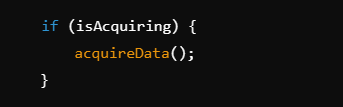 if (isAcquiring) {
    acquireData();
}